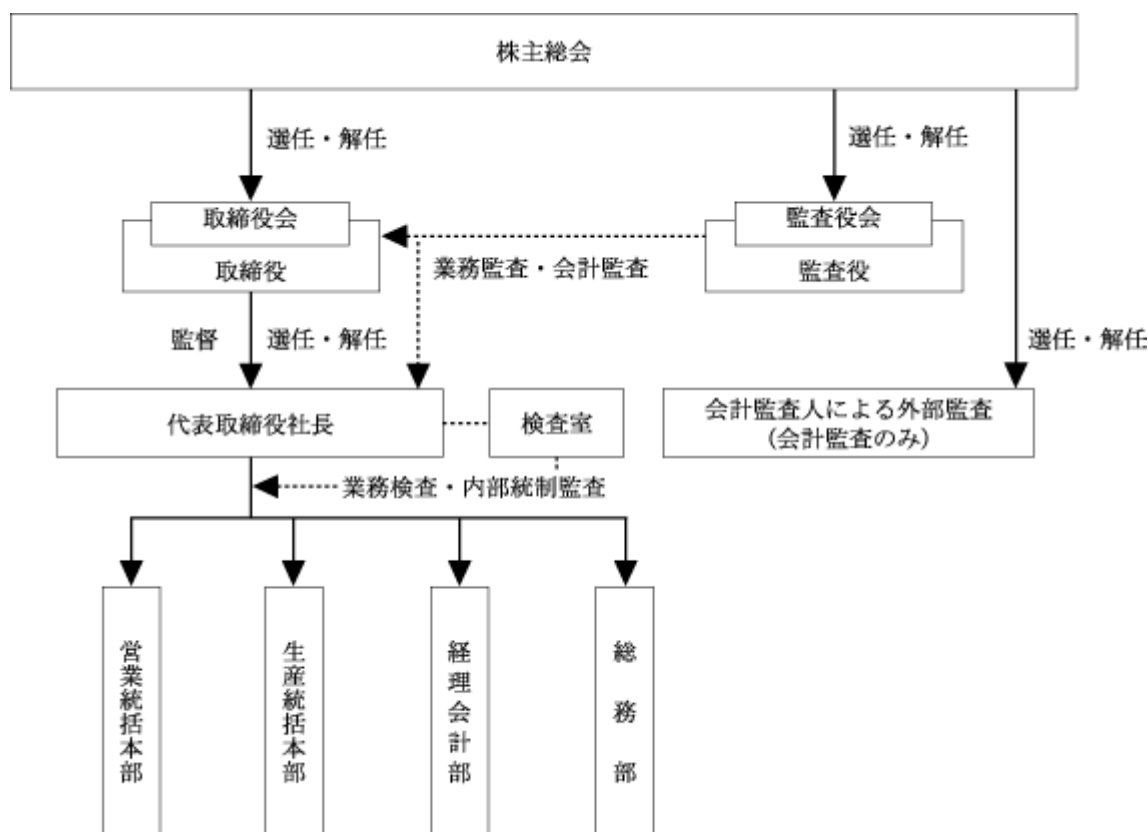 株主総会
選任・解任
選任・解任
取締役会
監査役会
取締役
業務監査・会計監査
監査役
監督
選任・解任
選任・解任
代表取締役社長
検査室
会計監査人による外部監査
(会計監査のみ)
業務検査・内部統制監査
営業統括本部
生産統括本部
経理会計部
総務部